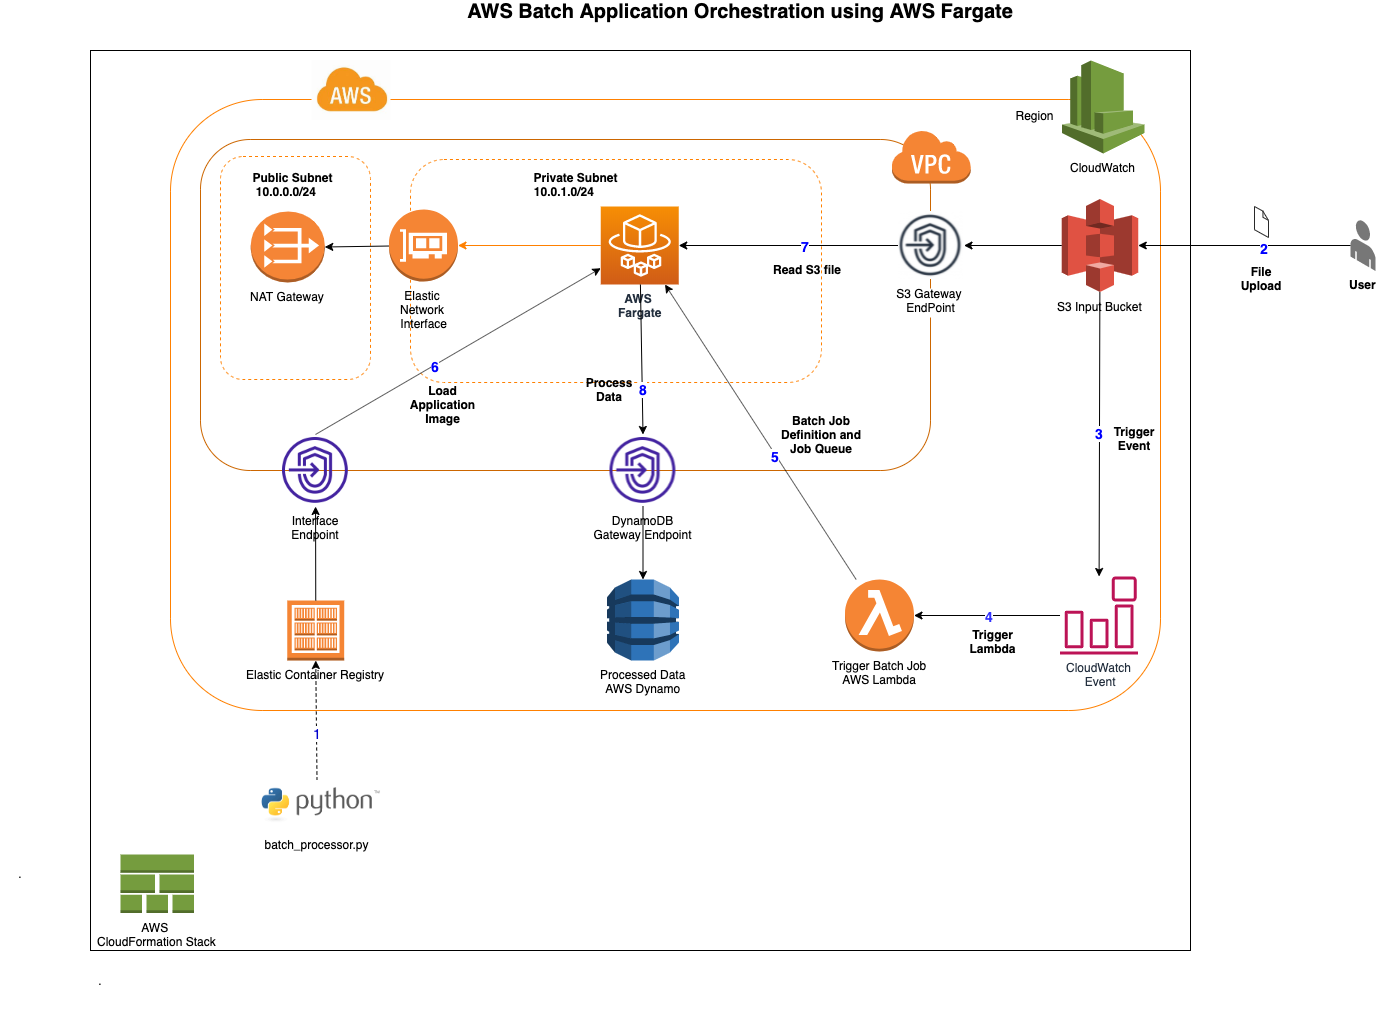 AWS Batch Application Orchestration using AWS Fargate
AWS
Region
CloudWatch
VPC
Public Subnet
10.0.0.0/24
Private Subnet
10.0.1.0/24
NAT Gateway
Elastic
Network
Interface
AWS
Fargate
7
Read S3 file
S3 Gateway
EndPoint
S3 Input Bucket
2
File
Upload
User
6
Load
Application
Image
Process
Data
8
Batch Job
Definition and
Job Queue
5
3
Trigger
Event
Interface
Endpoint
DynamoDB
Gateway Endpoint
4
Trigger
Lambda
Elastic Container Registry
Processed Data
AWS Dynamo
Trigger Batch Job
AWS Lambda
CloudWatch
Event
1
python™
batch_processor.py
AWS
CloudFormation Stack